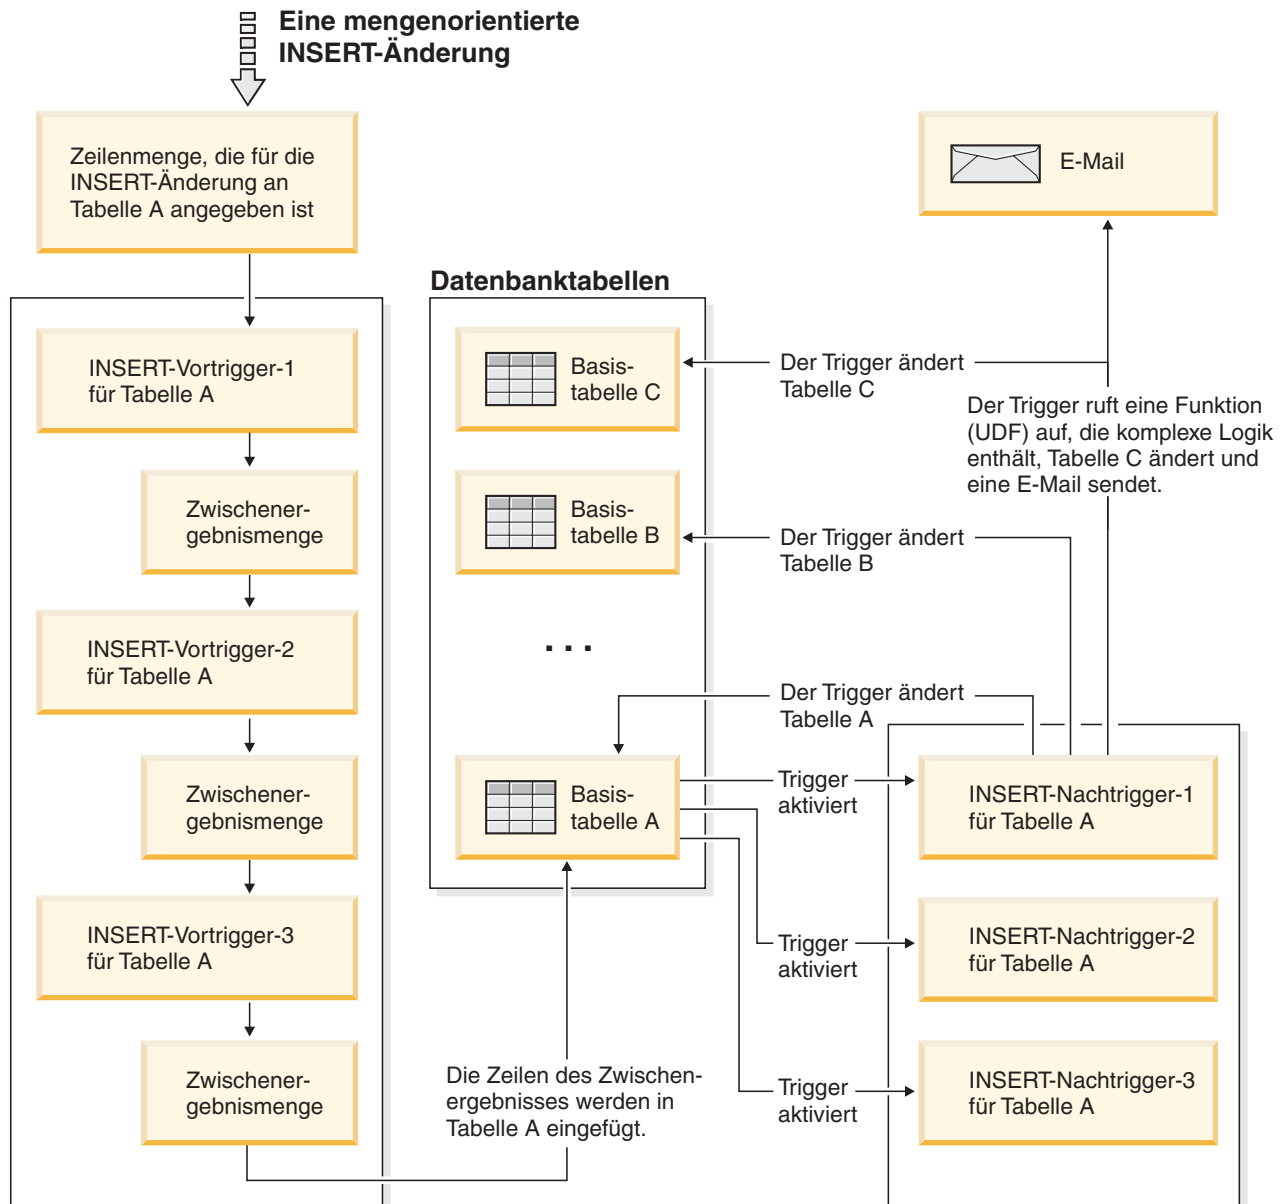 Eine mengenorientierte
INSERT-Änderung
Zeilenmenge, die für die
INSERT-Änderung an
Tabelle A angegeben ist
E-Mail
Datenbanktabellen
INSERT-Vortrigger-1
für Tabelle A
Zwischener-
gebnismenge
INSERT-Vortrigger-2
für Tabelle A
Zwischener-
gebnismenge
INSERT-Vortrigger-3
für Tabelle A
Zwischener-
gebnismenge
Basis-
tabelle C
Basis-
tabelle B
...
Basis-
tabelle A
Die Zeilen des Zwischen-
ergebnisses werden in
Tabelle A eingefügt.
Der Trigger ändert
Tabelle C
Der Trigger ruft eine Funktion
(UDF) auf, die komplexe Logik
enthält, Tabelle C ändert und
eine E-Mail sendet.
Der Trigger ändert
Tabelle B
Der Trigger ändert
Tabelle A
Trigger
aktiviert
Trigger
aktiviert
Trigger
aktiviert
INSERT-Nachtrigger-1
für Tabelle A
INSERT-Nachtrigger-2
für Tabelle A
INSERT-Nachtrigger-3
für Tabelle A